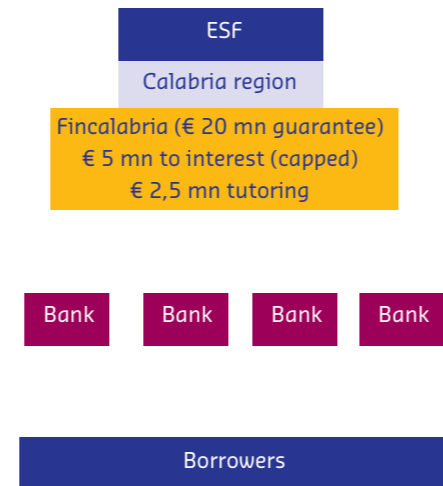 ESF
Calabria region
Fincalabria (€ 20 mn guarantee)
€ 5 mn to interest (capped)
€ 2,5 mn tutoring
Bank Bank Bank Bank
Borrowers